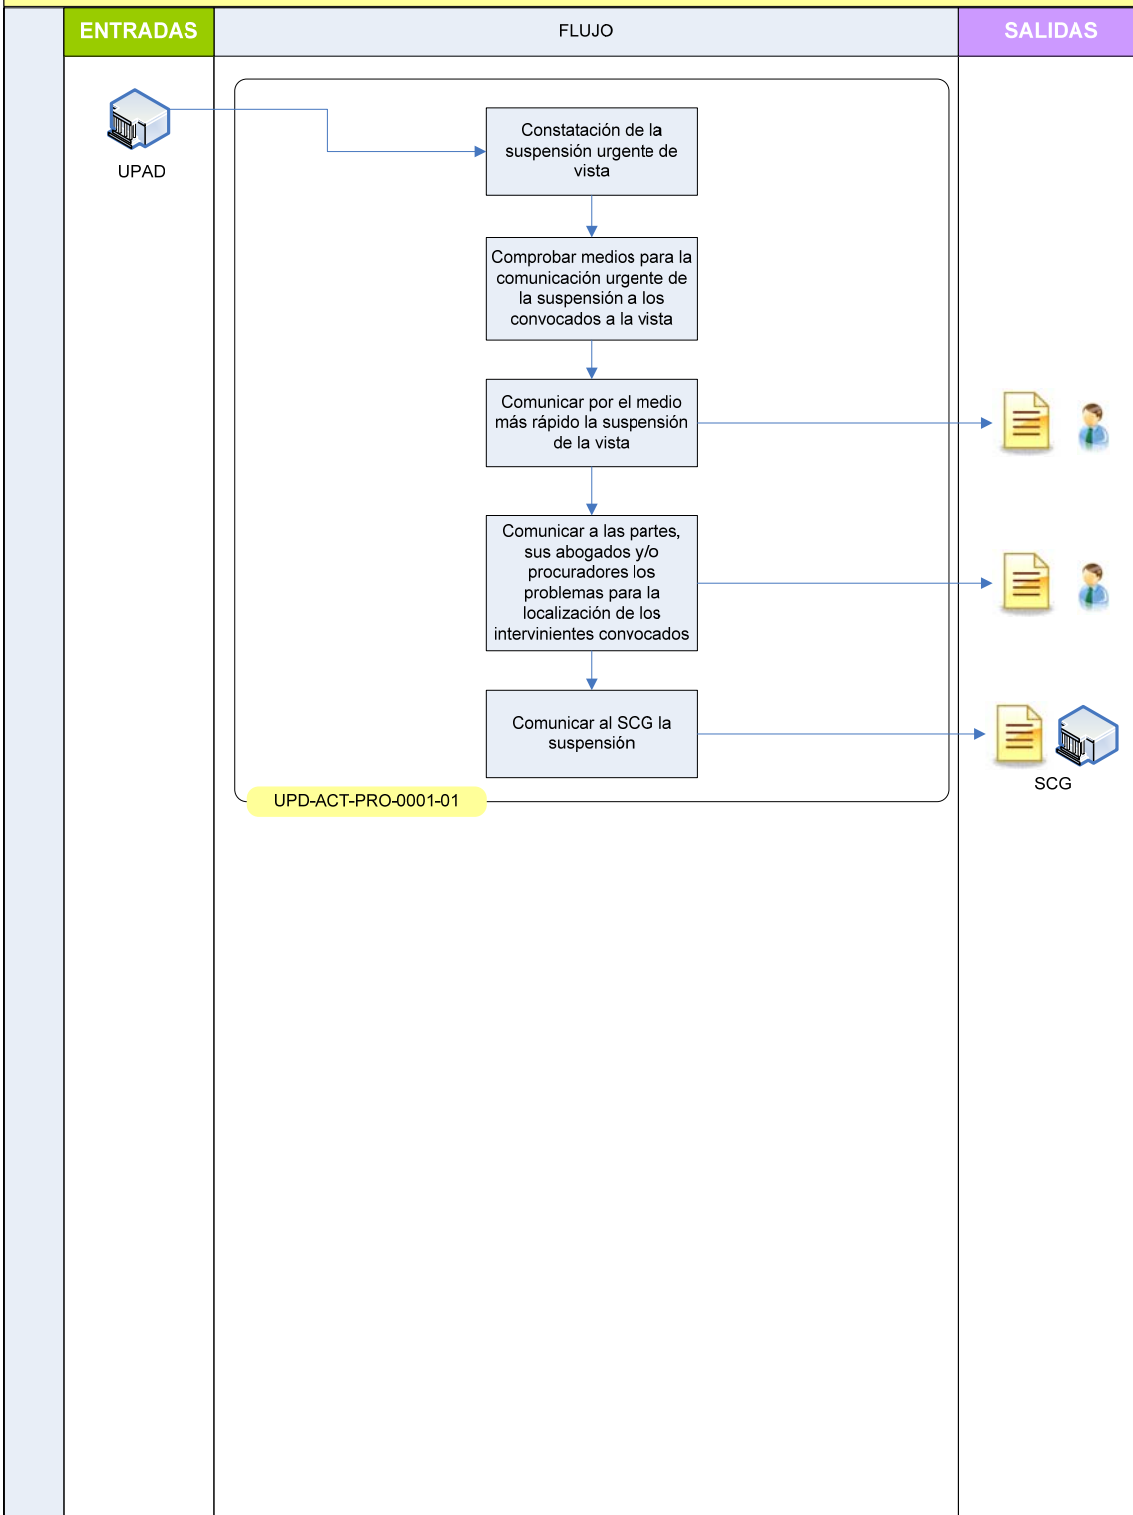 ENTRADAS
FLUJO
SALIDAS
UPAD
Constatación de la
suspensión urgente de
vista
Comprobar medios para la
comunicación urgente de
la suspensión a los
convocados a la vista
Comunicar por el medio
más rápido la suspensión
de la vista
Comunicar a las partes,
sus abogados y/o
procuradores los
problemas para la
localización de los
intervinientes convocados
Comunicar al SCG la
suspensión
SCG
UPD-ACT-PRO-0001-01